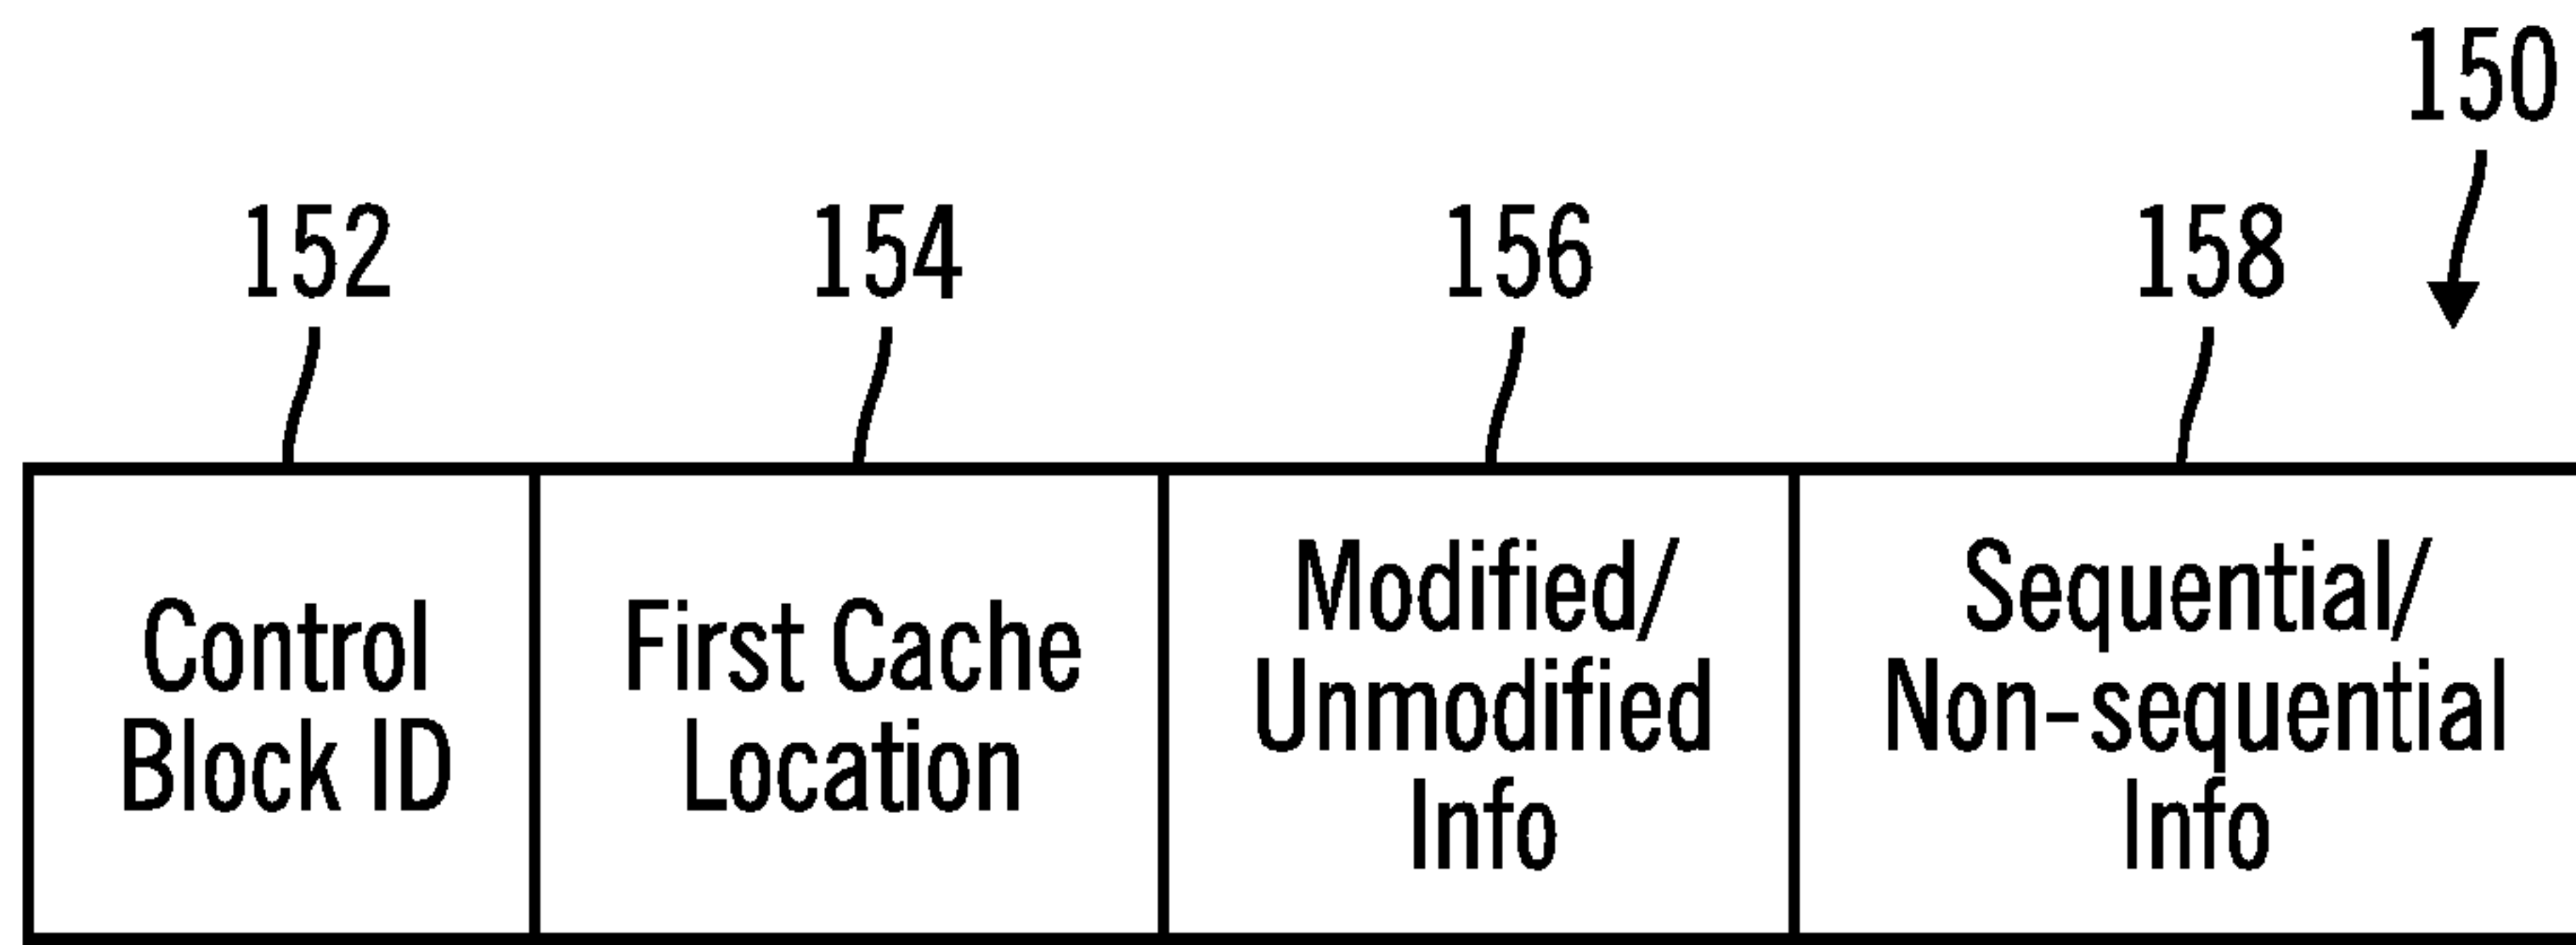 150
152
154
156
158
Control
Block ID
First Cache
Location
Modified/
Unmodified
Info
Sequential/
Non-sequential
Info